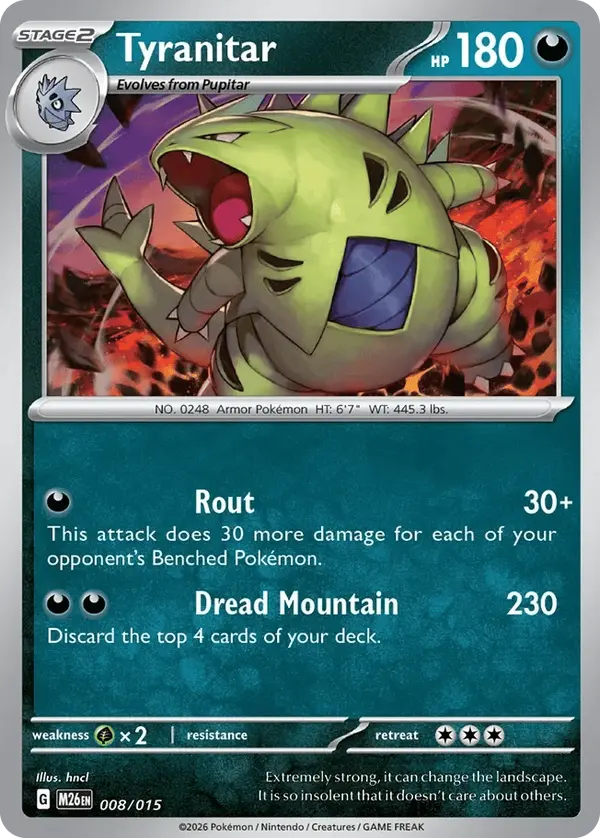 STAGE2
Tyranitar
HP 180
Evolves from Pupitar
NO. 0248 Armor Pokémon HT: 6'7" WT: 445.3 lbs.
Rout 30+
This attack does 30 more damage for each of your
opponent's Benched Pokémon.
Dread Mountain 230
Discard the top 4 cards of your deck.
weakness ×2 | resistance retreat
Illus. hncl
Extremely strong, it can change the landscape.
It is so insolent that it doesn't care about others.
G M26 EN 008/015
©2026 Pokémon / Nintendo / Creatures / GAME FREAK